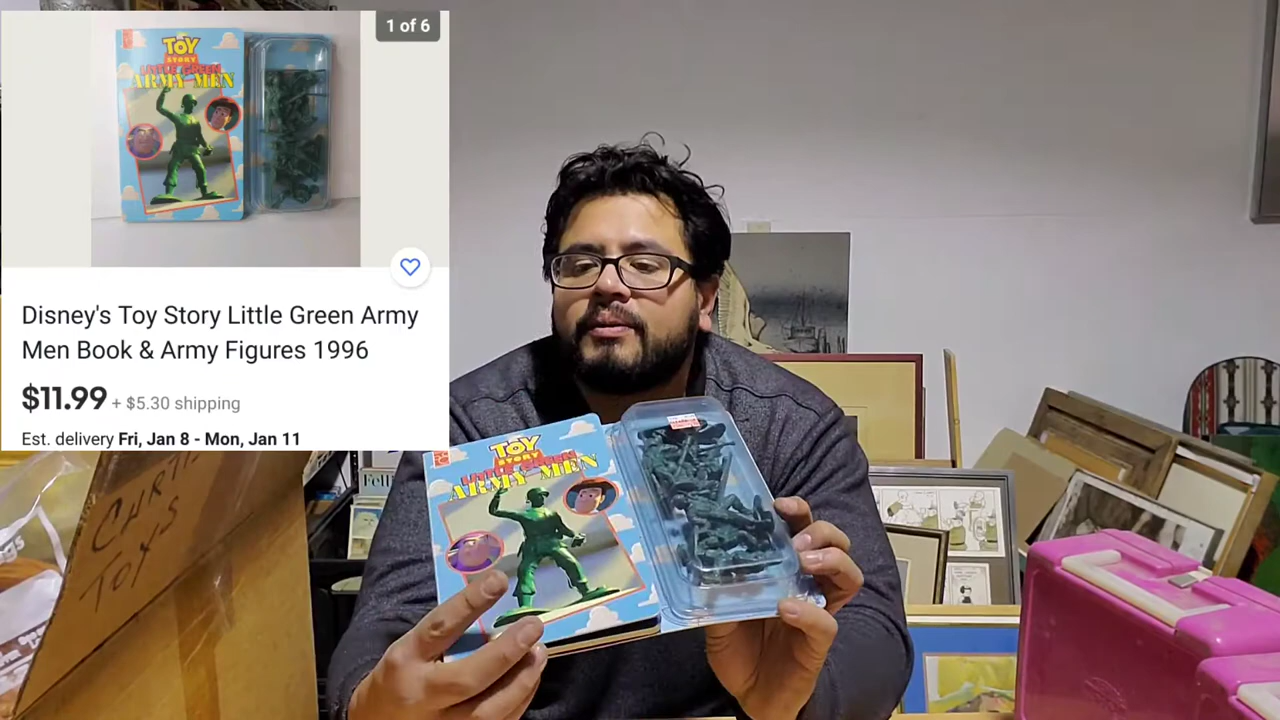 1 of 6
TOY
STORY
LITTLE GREEN
ARMY MEN
Disney's Toy Story Little Green Army
Men Book & Army Figures 1996
$11.99 + $5.30 shipping
Est. delivery Fri, Jan 8 - Mon, Jan 11
TOY
STORY
LITTLE GREEN
ARMY MEN
CURTIS
TOYS